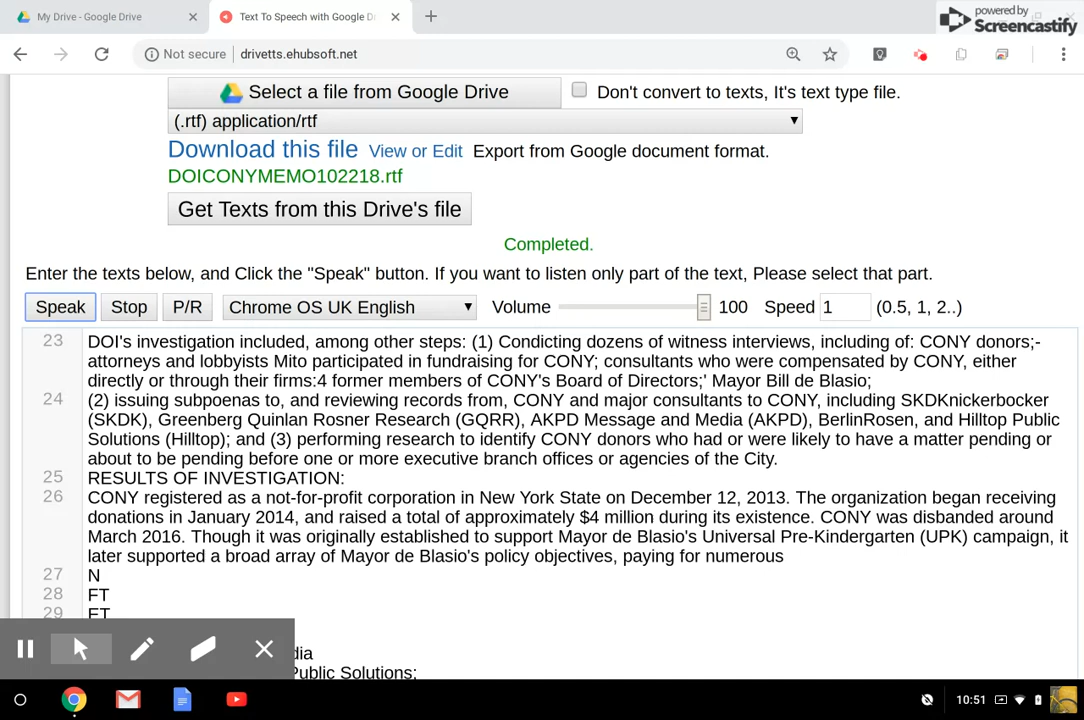 My Drive - Google Drive
Text To Speech with Google Dr
powered by
Screencastify
Not secure
drivetts.ehubsoft.net
Select a file from Google Drive
Don't convert to texts, It's text type file.
(.rtf) application/rtf
Download this file View or Edit Export from Google document format.
DOICONYMEMO102218.rtf
Get Texts from this Drive's file
Completed.
Enter the texts below, and Click the "Speak" button. If you want to listen only part of the text, Please select that part.
Speak Stop P/R Chrome OS UK English Volume 100 Speed 1 (0.5, 1, 2..)
23 DOI's investigation included, among other steps: (1) Condicting dozens of witness interviews, including of: CONY donors;-
attorneys and lobbyists Mito participated in fundraising for CONY; consultants who were compensated by CONY, either
directly or through their firms:4 former members of CONY's Board of Directors;' Mayor Bill de Blasio;
24 (2) issuing subpoenas to, and reviewing records from, CONY and major consultants to CONY, including SKDKnickerbocker
(SKDK), Greenberg Quinlan Rosner Research (GQRR), AKPD Message and Media (AKPD), BerlinRosen, and Hilltop Public
Solutions (Hilltop); and (3) performing research to identify CONY donors who had or were likely to have a matter pending or
about to be pending before one or more executive branch offices or agencies of the City.
25 RESULTS OF INVESTIGATION:
26 CONY registered as a not-for-profit corporation in New York State on December 12, 2013. The organization began receiving
donations in January 2014, and raised a total of approximately $4 million during its existence. CONY was disbanded around
March 2016. Though it was originally established to support Mayor de Blasio's Universal Pre-Kindergarten (UPK) campaign, it
later supported a broad array of Mayor de Blasio's policy objectives, paying for numerous
27 N
28 FT
29 FT
dia
Public Solutions;
10:51